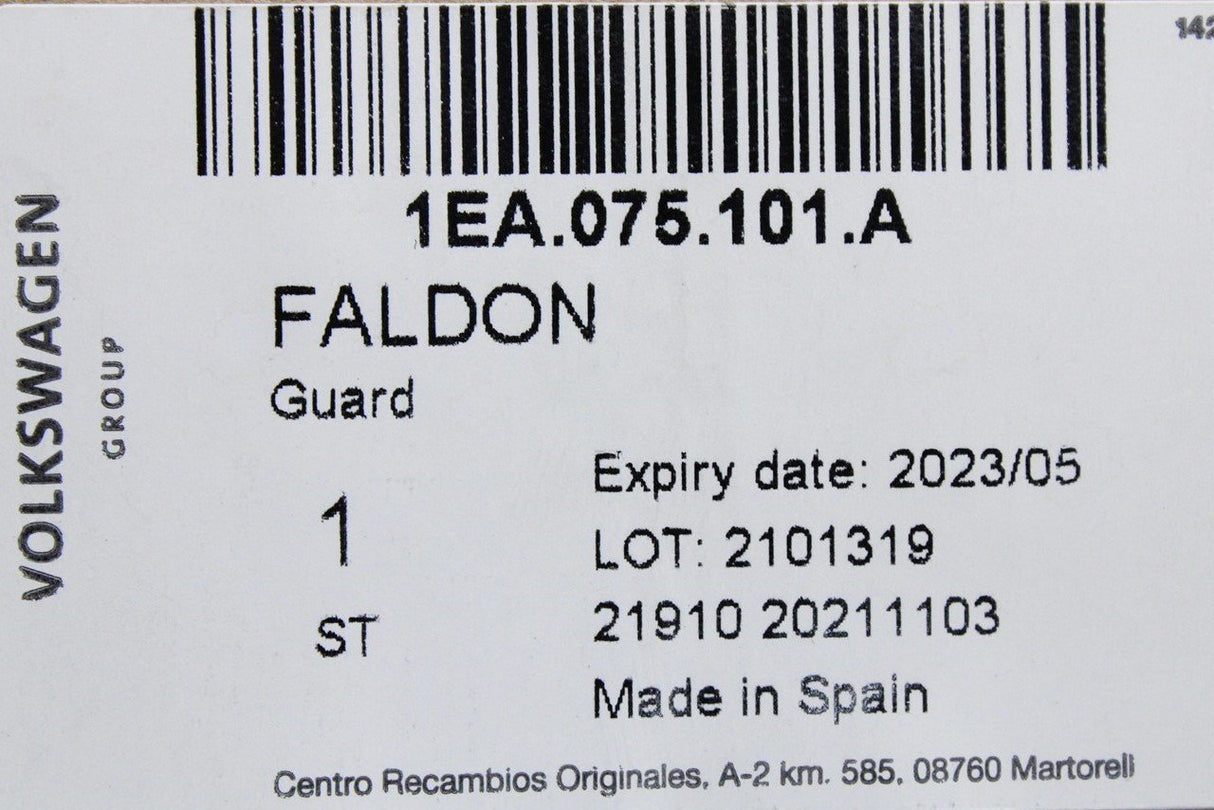 142
1EA.075.101.A
FALDON
Guard
VOLKSWAGEN
GROUP
1
ST
Expiry date: 2023/05
LOT: 2101319
21910 20211103
Made in Spain
Centro Recambios Originales, A-2 km. 585, 08760 Martorell